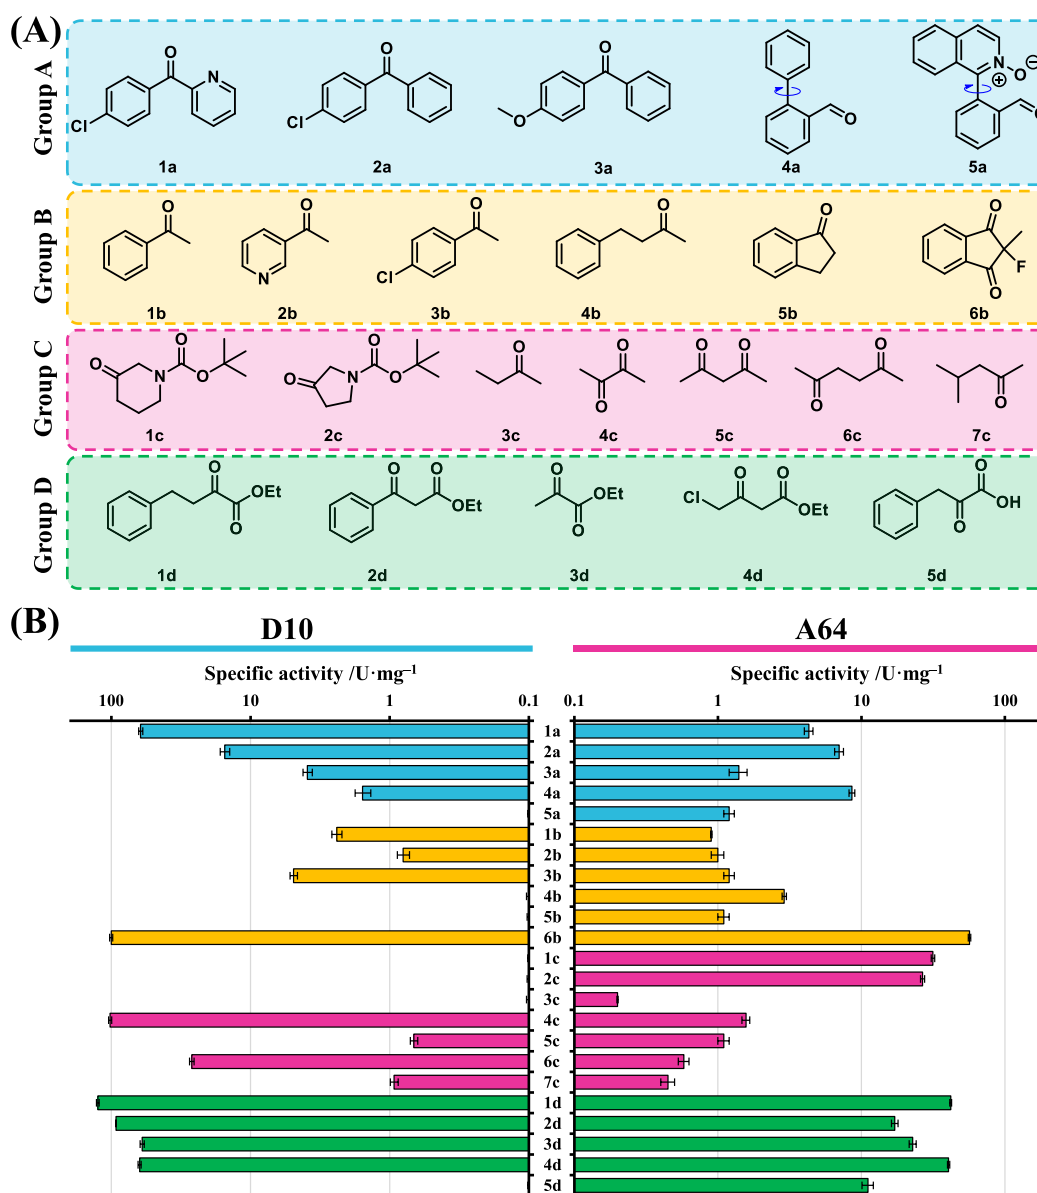 (A)
Group A
O
N
Cl
1a
O
Cl
2a
O
O
3a
O
4a
N
⊕
O
⊖
O
5a
Group B
O
1b
O
N
2b
O
Cl
3b
O
4b
O
5b
O
F
O
6b
Group C
O
N
O
O
1c
O
N
O
O
2c
O
3c
O
O
4c
O
O
5c
O
O
6c
O
7c
Group D
O
OEt
O
1d
O
O
OEt
2d
O
OEt
O
3d
O
O
Cl
OEt
4d
O
OH
O
5d
(B)
D10
A64
Specific activity /U·mg⁻¹
Specific activity /U·mg⁻¹
100 10 1 0.1
0.1 1 10 100
1a
2a
3a
4a
5a
1b
2b
3b
4b
5b
6b
1c
2c
3c
4c
5c
6c
7c
1d
2d
3d
4d
5d